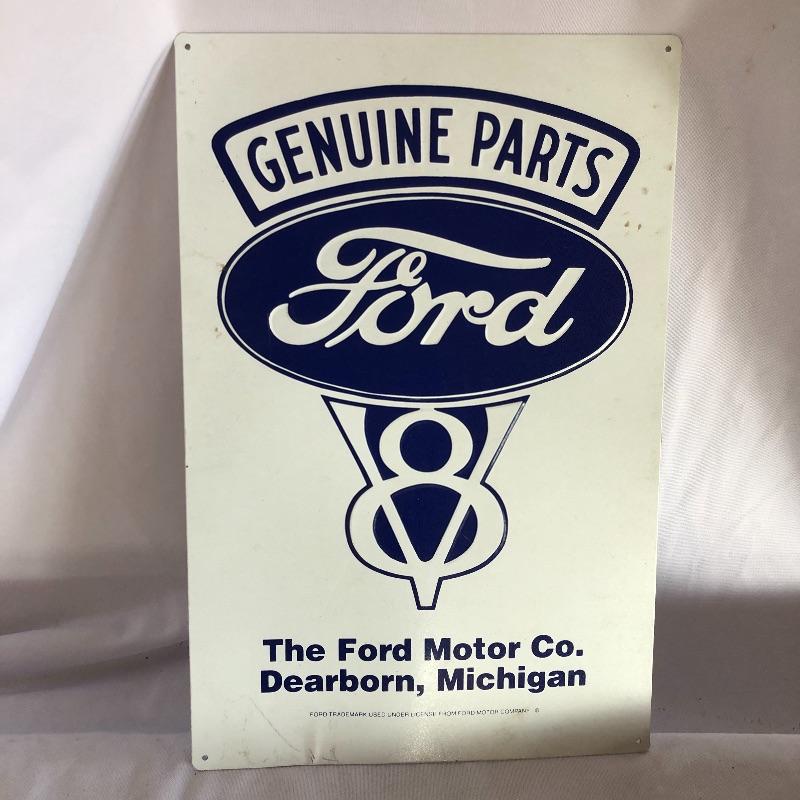 GENUINE PARTS
Ford
V8
The Ford Motor Co.
Dearborn, Michigan
FORD TRADEMARK USED UNDER LICENSE FROM FORD MOTOR COMPANY ®